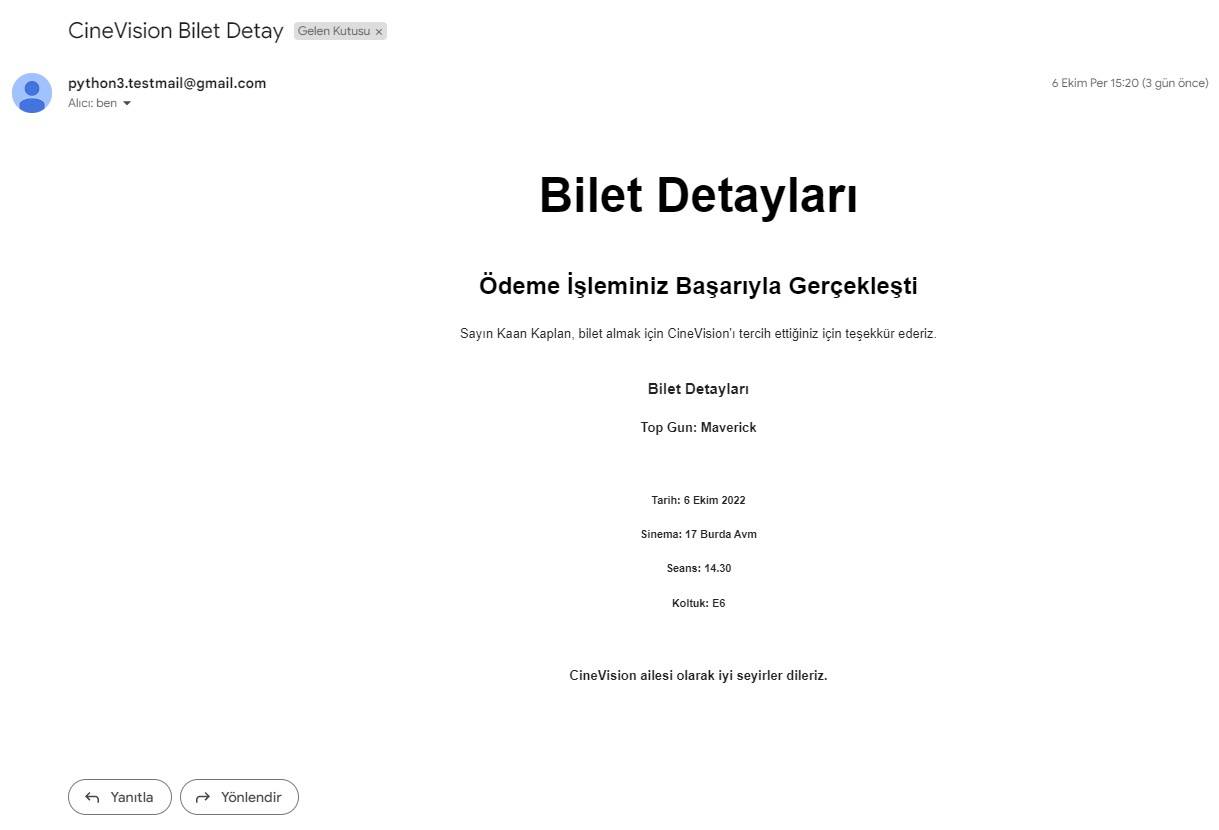 CineVision Bilet Detay Gelen Kutusu ×
python3.testmail@gmail.com 6 Ekim Per 15:20 (3 gün önce)
Alıcı: ben
Bilet Detayları
Ödeme İşleminiz Başarıyla Gerçekleşti
Sayın Kaan Kaplan, bilet almak için CineVision'ı tercih ettiğiniz için teşekkür ederiz.
Bilet Detayları
Top Gun: Maverick
Tarih: 6 Ekim 2022
Sinema: 17 Burda Avm
Seans: 14.30
Koltuk: E6
CineVision ailesi olarak iyi seyirler dileriz.
Yanıtla Yönlendir